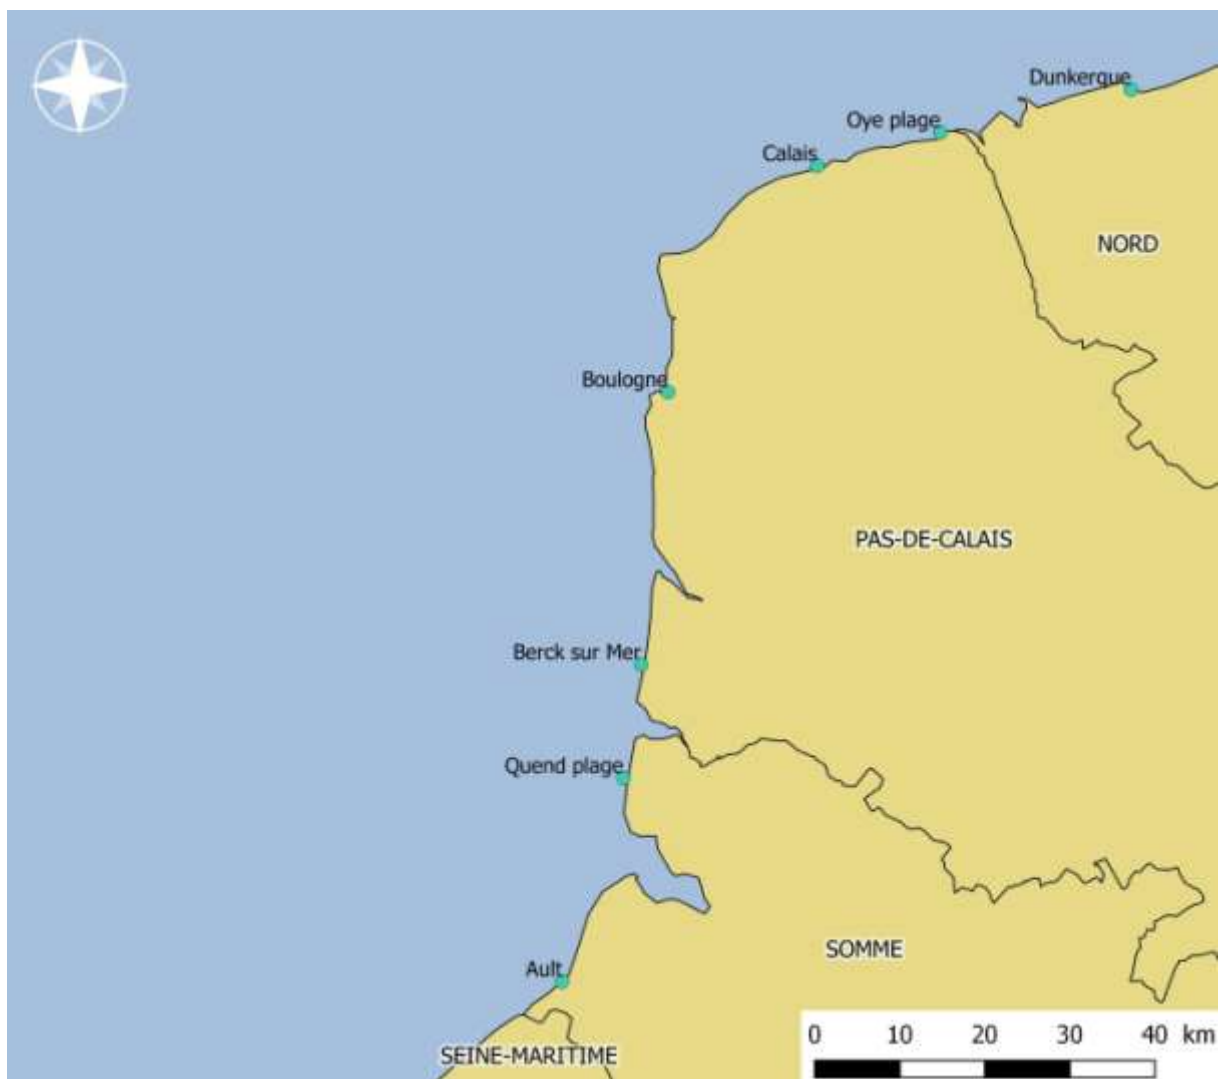 Dunkerque
Oye plage
Calais
NORD
Boulogne
PAS-DE-CALAIS
Berck sur Mer
Quend plage
SOMME
Ault
0 10 20 30 40 km
SEINE-MARITIME